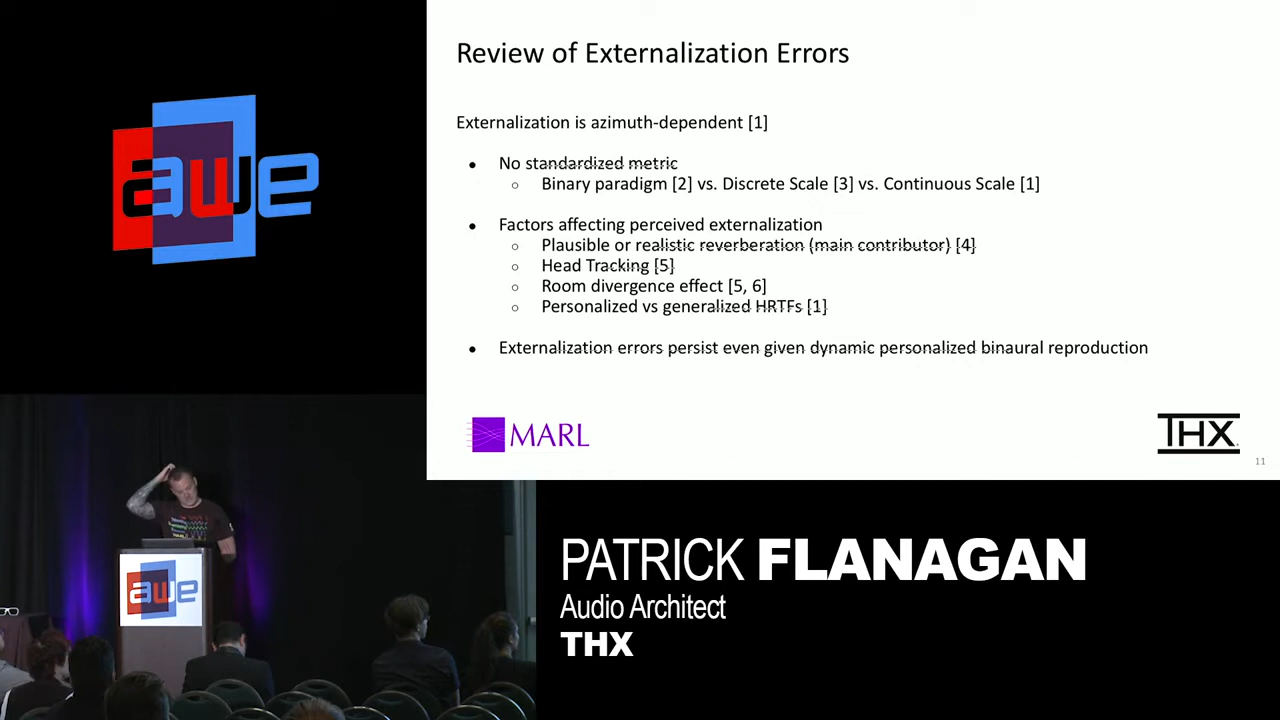 awe
Review of Externalization Errors
Externalization is azimuth-dependent [1]
● No standardized metric
○ Binary paradigm [2] vs. Discrete Scale [3] vs. Continuous Scale [1]
● Factors affecting perceived externalization
○ Plausible or realistic reverberation (main contributor) [4]
○ Head Tracking [5]
○ Room divergence effect [5, 6]
○ Personalized vs generalized HRTFs [1]
● Externalization errors persist even given dynamic personalized binaural reproduction
MARL
THX
11
awe
PATRICK FLANAGAN
Audio Architect
THX